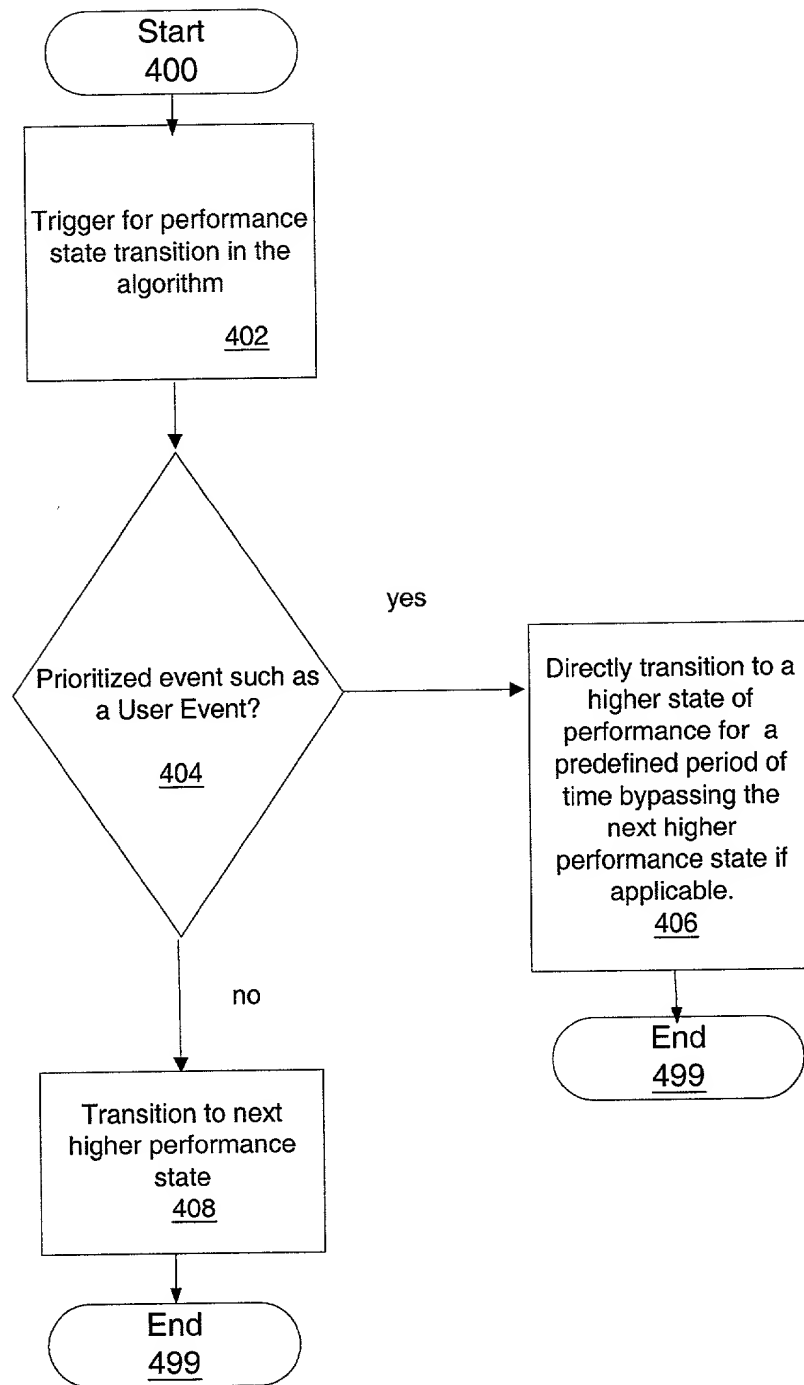 Start
400
Trigger for performance
state transition in the
algorithm
402
Prioritized event such as
a User Event?
404
yes
Directly transition to a
higher state of
performance for a
predefined period of
time bypassing the
next higher
performance state if
applicable.
406
End
499
no
Transition to next
higher performance
state
408
End
499